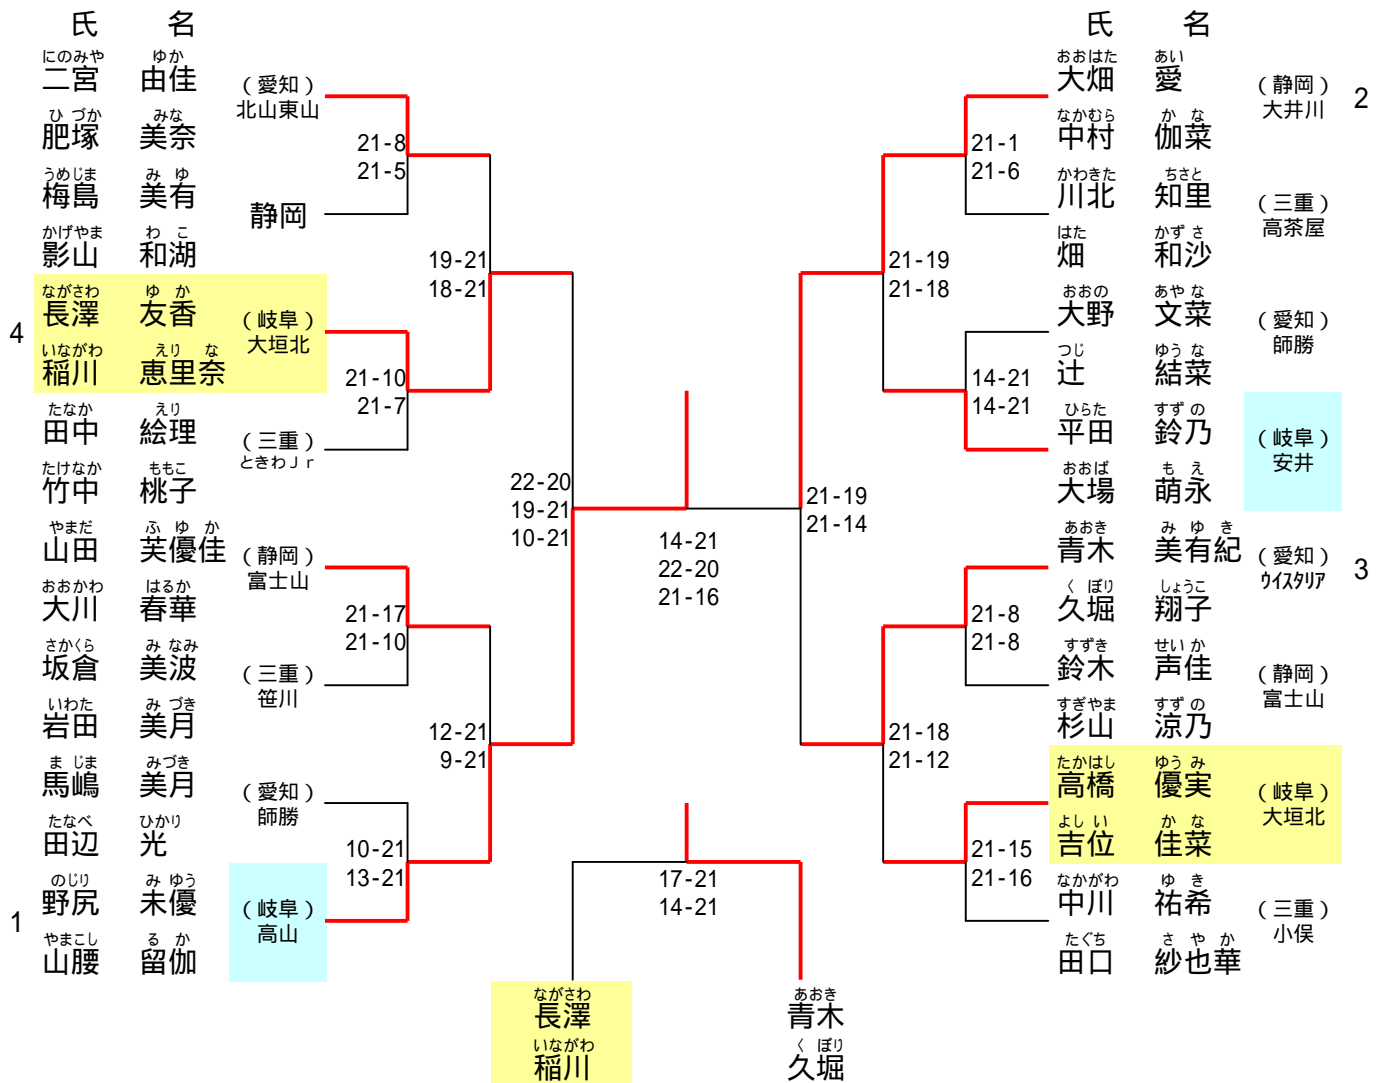 氏 名
にのみや ゆか
二宮 由佳
(愛知)
北山東山
ひ づか みな
肥塚 美奈
うめじま み ゆ
梅島 美有
静岡
かげやま わ こ
影山 和湖
4
ながさわ ゆ か
長澤 友香
(岐阜)
大垣北
いながわ えり な
稲川 恵里奈
たなか えり
田中 絵理
(三重)
ときわJr
たけなか ももこ
竹中 桃子
やまだ ふ ゆ か
山田 芙優佳
(静岡)
富士山
おおかわ はるか
大川 春華
さかくら み なみ
坂倉 美波
(三重)
笹川
いわた み づき
岩田 美月
ま じま みづき
馬嶋 美月
(愛知)
師勝
たなべ ひかり
田辺 光
1
のじり み ゆう
野尻 未優
(岐阜)
高山
やまこし る か
山腰 留伽
21-8
21-5
21-10
21-7
21-17
21-10
10-21
13-21
19-21
18-21
12-21
9-21
22-20
19-21
10-21
14-21
22-20
21-16
17-21
14-21
ながさわ
長澤
いながわ
稲川
あおき
青木
く ぼり
久堀
21-19
21-14
21-19
21-18
21-18
21-12
21-1
21-6
14-21
14-21
21-8
21-8
21-15
21-16
氏 名
おおはた あい
大畑 愛
(静岡)
大井川
2
なかむら か な
中村 伽菜
かわきた ちさと
川北 知里
(三重)
高茶屋
はた かず さ
畑 和沙
おおの あや な
大野 文菜
(愛知)
師勝
つじ ゆう な
辻 結菜
ひらた すず の
平田 鈴乃
(岐阜)
安井
おおば も え
大場 萌永
あおき み ゆ き
青木 美有紀
(愛知)
ウイスタリア
3
く ぼり しょうこ
久堀 翔子
すずき せい か
鈴木 声佳
(静岡)
富士山
すぎやま すず の
杉山 涼乃
たかはし ゆう み
高橋 優実
(岐阜)
大垣北
よし い か な
吉位 佳菜
なかがわ ゆ き
中川 祐希
(三重)
小俣
たぐち さ や か
田口 紗也華